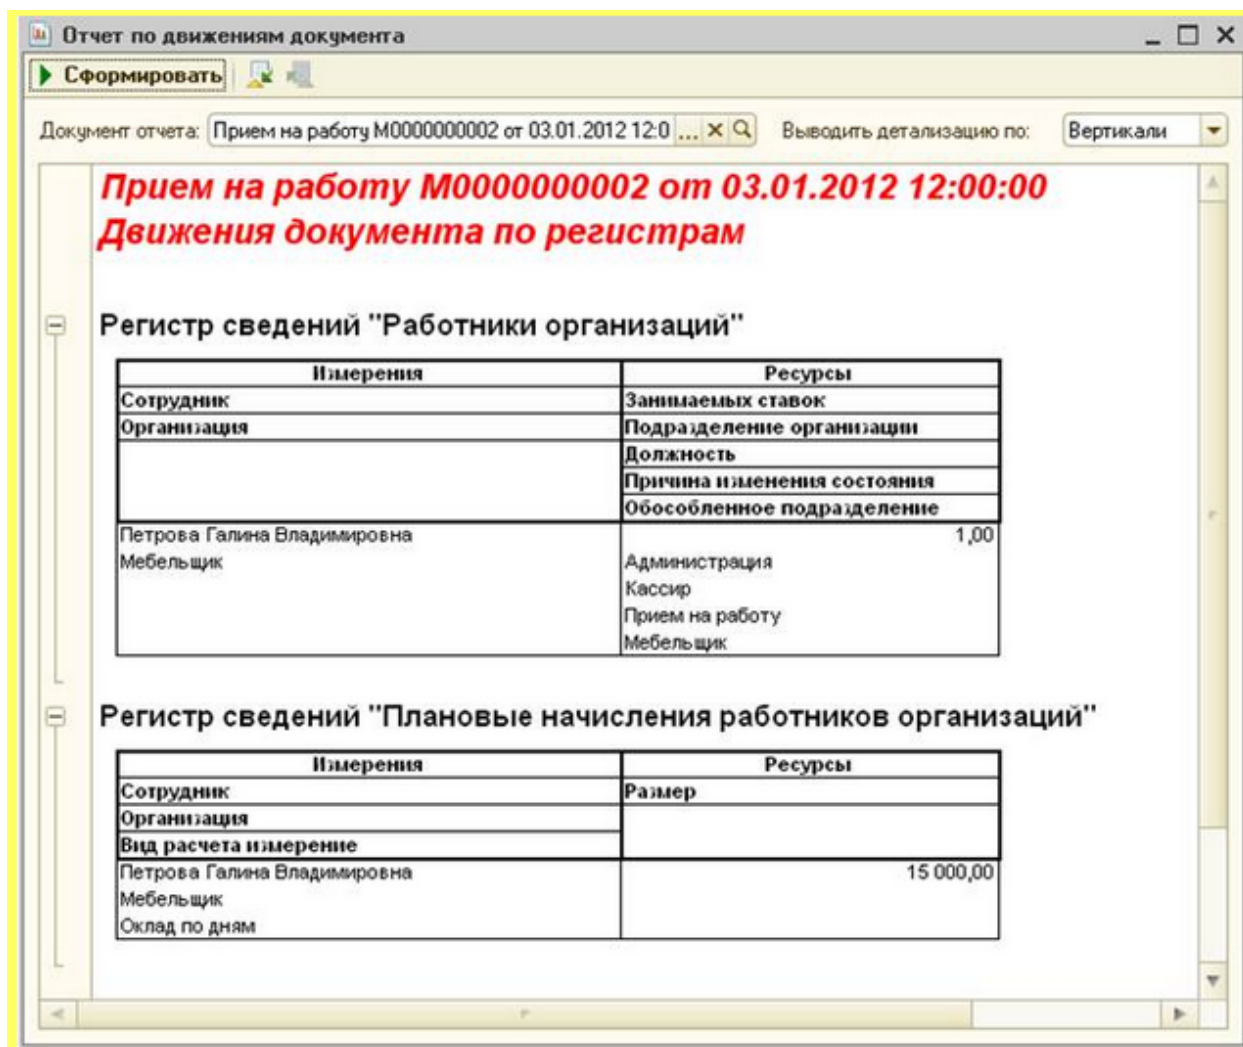 Отчет по движениям документа
Сформировать
Документ отчета: Прием на работу М0000000002 от 03.01.2012 12:0 ... Выводить детализацию по: Вертикали
Прием на работу М0000000002 от 03.01.2012 12:00:00
Движения документа по регистрам
Регистр сведений "Работники организаций"
Измерения Ресурсы
Сотрудник Занимаемых ставок
Организация Подразделение организации
Должность
Причина изменения состояния
Обособленное подразделение
Петрова Галина Владимировна 1,00
Мебельщик Администрация
Кассир
Прием на работу
Мебельщик
Регистр сведений "Плановые начисления работников организаций"
Измерения Ресурсы
Сотрудник Размер
Организация
Вид расчета измерение
Петрова Галина Владимировна 15 000,00
Мебельщик
Оклад по дням